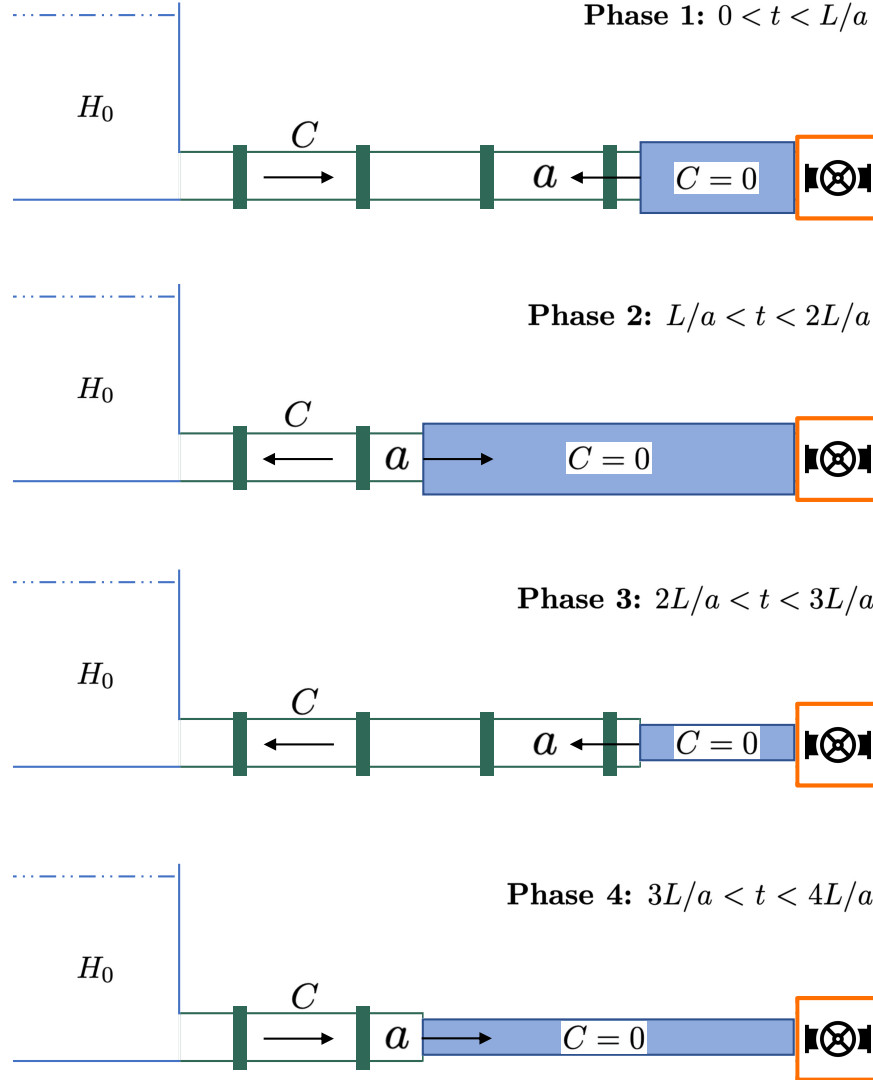 Phase 1: 0 < t < L/a
H₀
C
a
C = 0
Phase 2: L/a < t < 2L/a
H₀
C
a
C = 0
Phase 3: 2L/a < t < 3L/a
H₀
C
a
C = 0
Phase 4: 3L/a < t < 4L/a
H₀
C
a
C = 0